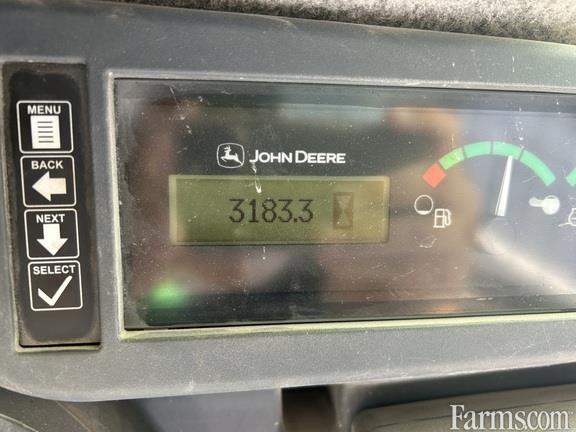 MENU
BACK
NEXT
SELECT
JOHN DEERE
3183.3
Farms.com